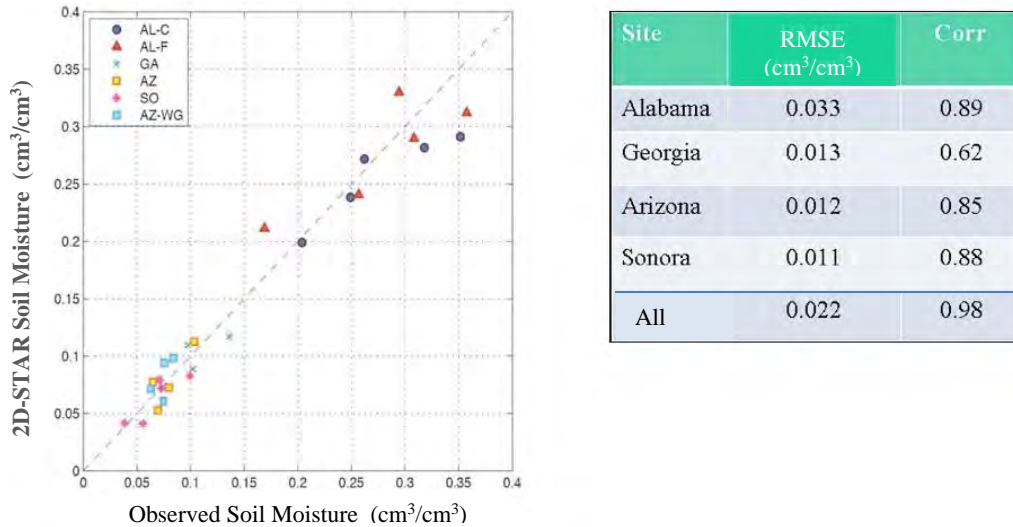 0.4
0.35
0.3
0.25
0.2
0.15
0.1
0.05
0
0 0.05 0.1 0.15 0.2 0.25 0.3 0.35 0.4
2D-STAR Soil Moisture (cm³/cm³)
Observed Soil Moisture (cm³/cm³)
AL-C
AL-F
GA
AZ
SO
AZ-WG
Site RMSE (cm³/cm³) Corr
Alabama 0.033 0.89
Georgia 0.013 0.62
Arizona 0.012 0.85
Sonora 0.011 0.88
All 0.022 0.98